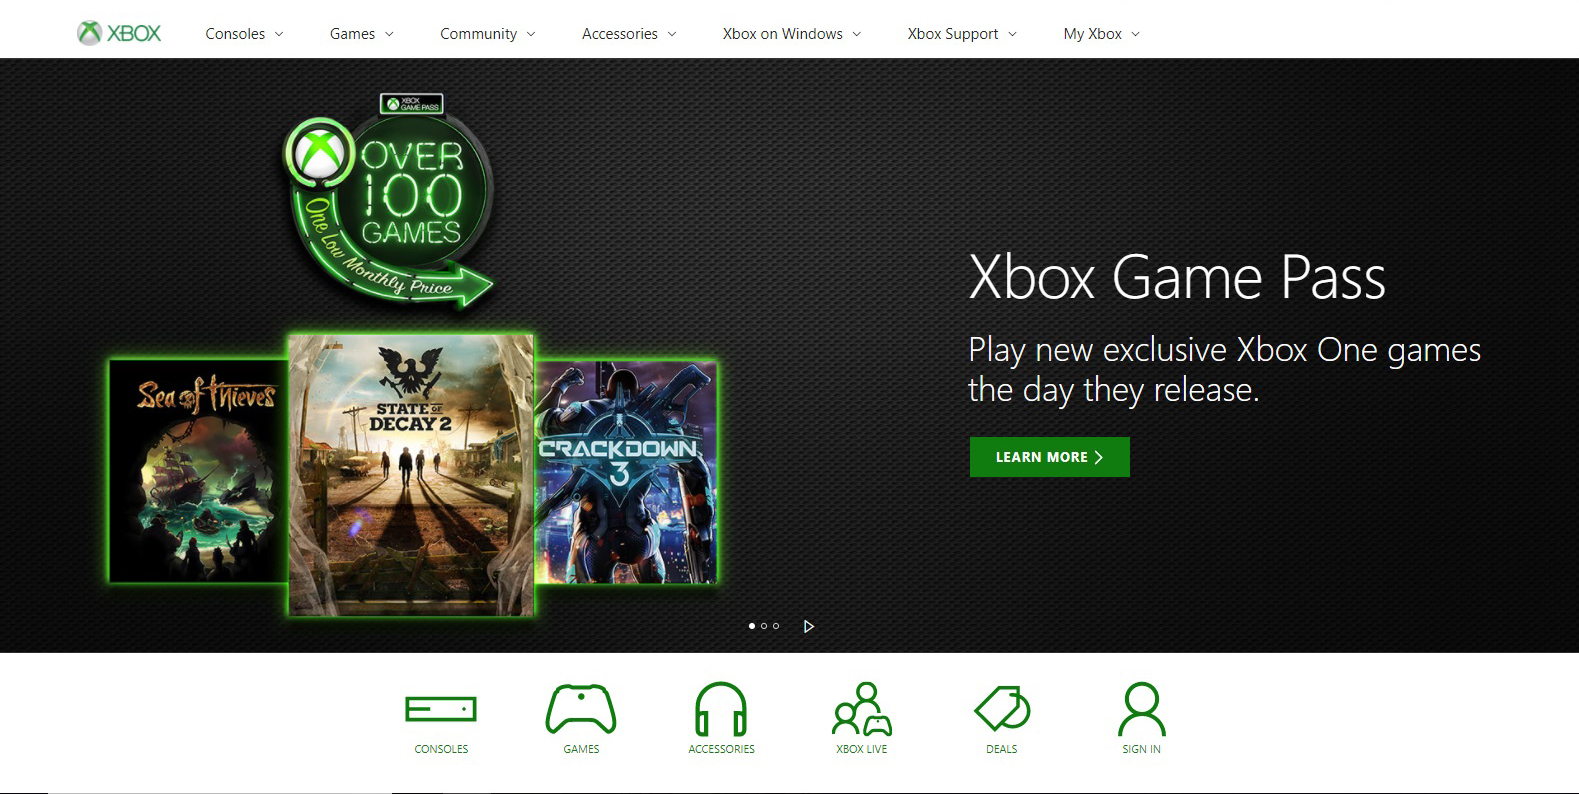 XBOX
Consoles
Games
Community
Accessories
Xbox on Windows
Xbox Support
My Xbox
XBOX
GAME PASS
OVER
100
GAMES
One Low Monthly Price
Xbox Game Pass
Play new exclusive Xbox One games
the day they release.
LEARN MORE
Sea of Thieves
STATE OF
DECAY 2
CRACKDOWN
3
CONSOLES
GAMES
ACCESSORIES
XBOX LIVE
DEALS
SIGN IN